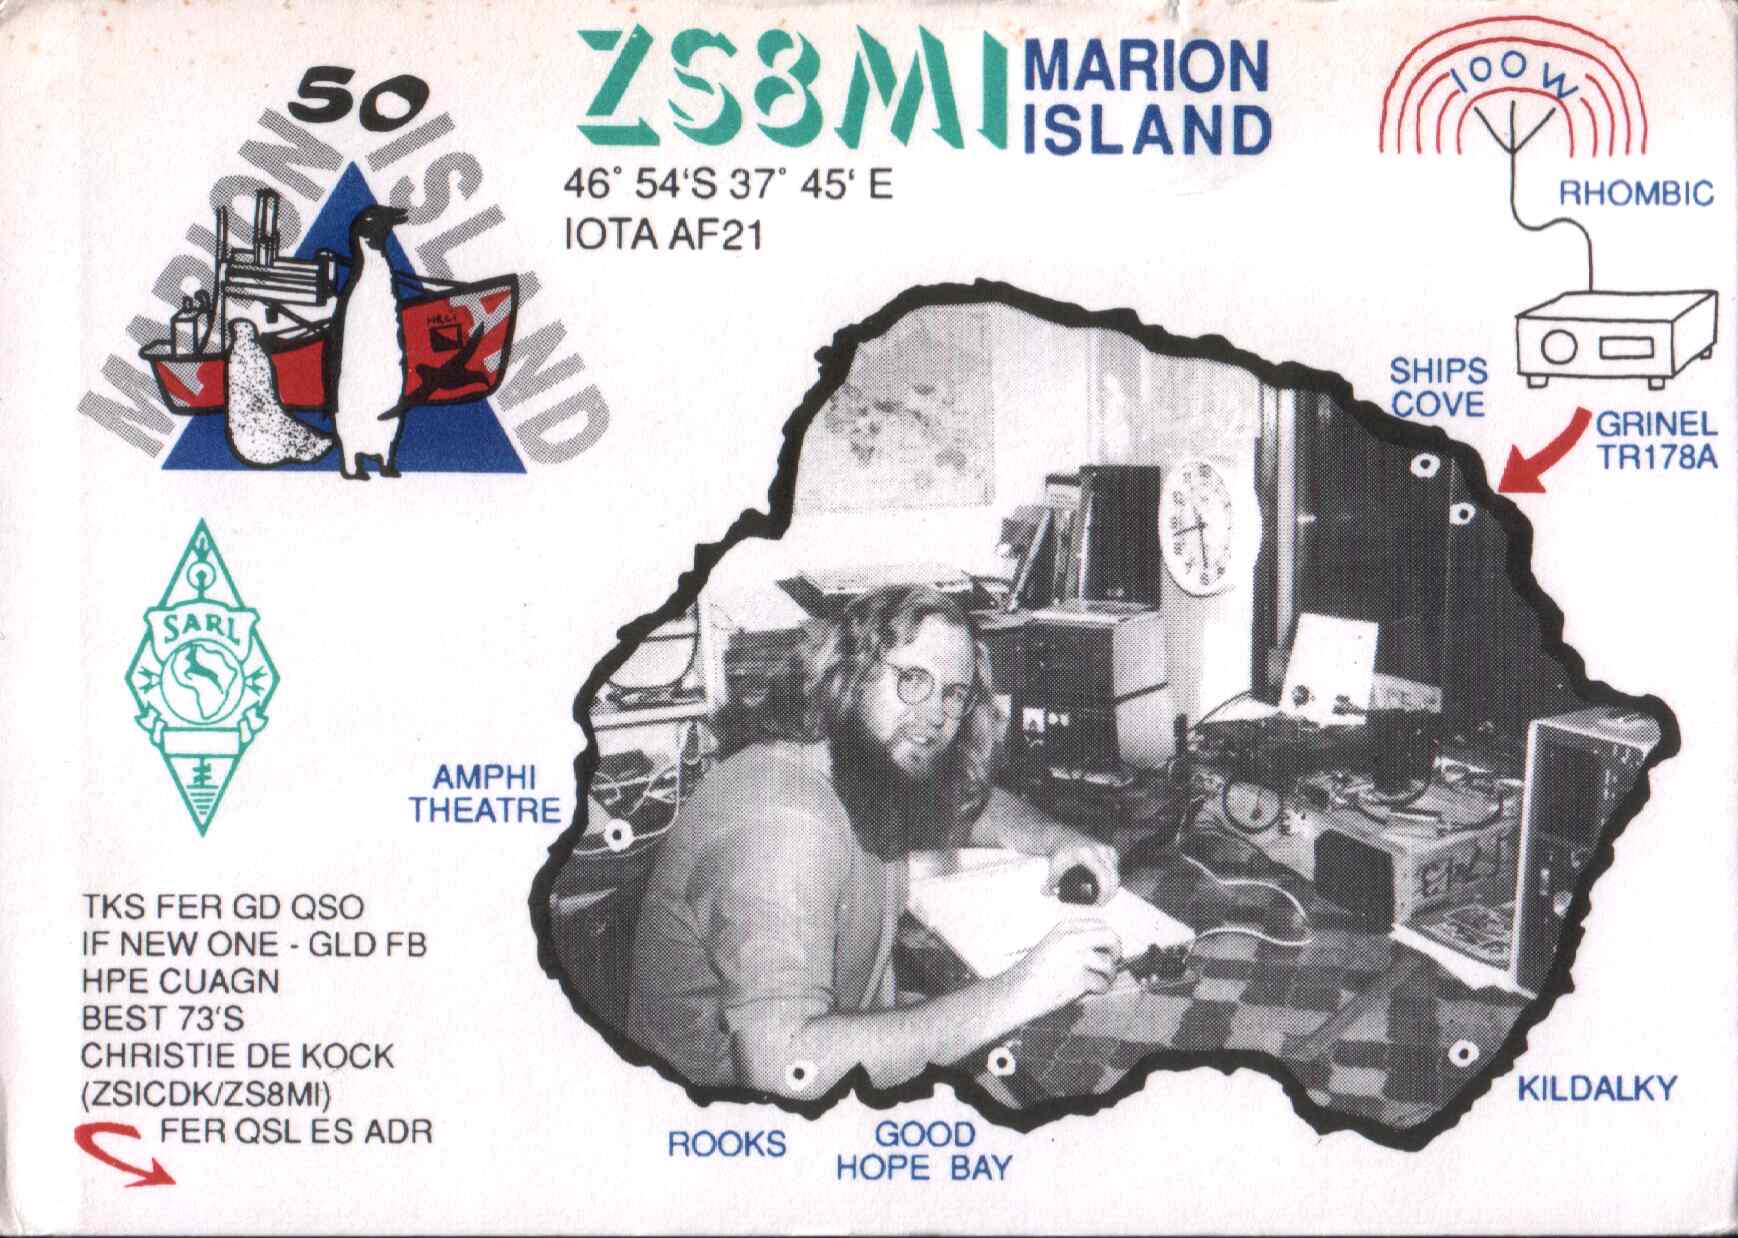 50
MARION ISLAND
ZS8MI MARION
ISLAND
46° 54'S 37° 45' E
IOTA AF21
100W
RHOMBIC
SHIPS
COVE
GRINEL
TR178A
SARL
AMPHI
THEATRE
TKS FER GD QSO
IF NEW ONE - GLD FB
HPE CUAGN
BEST 73'S
CHRISTIE DE KOCK
(ZSICDK/ZS8MI)
FER QSL ES ADR
ROOKS
GOOD
HOPE BAY
KILDALKY